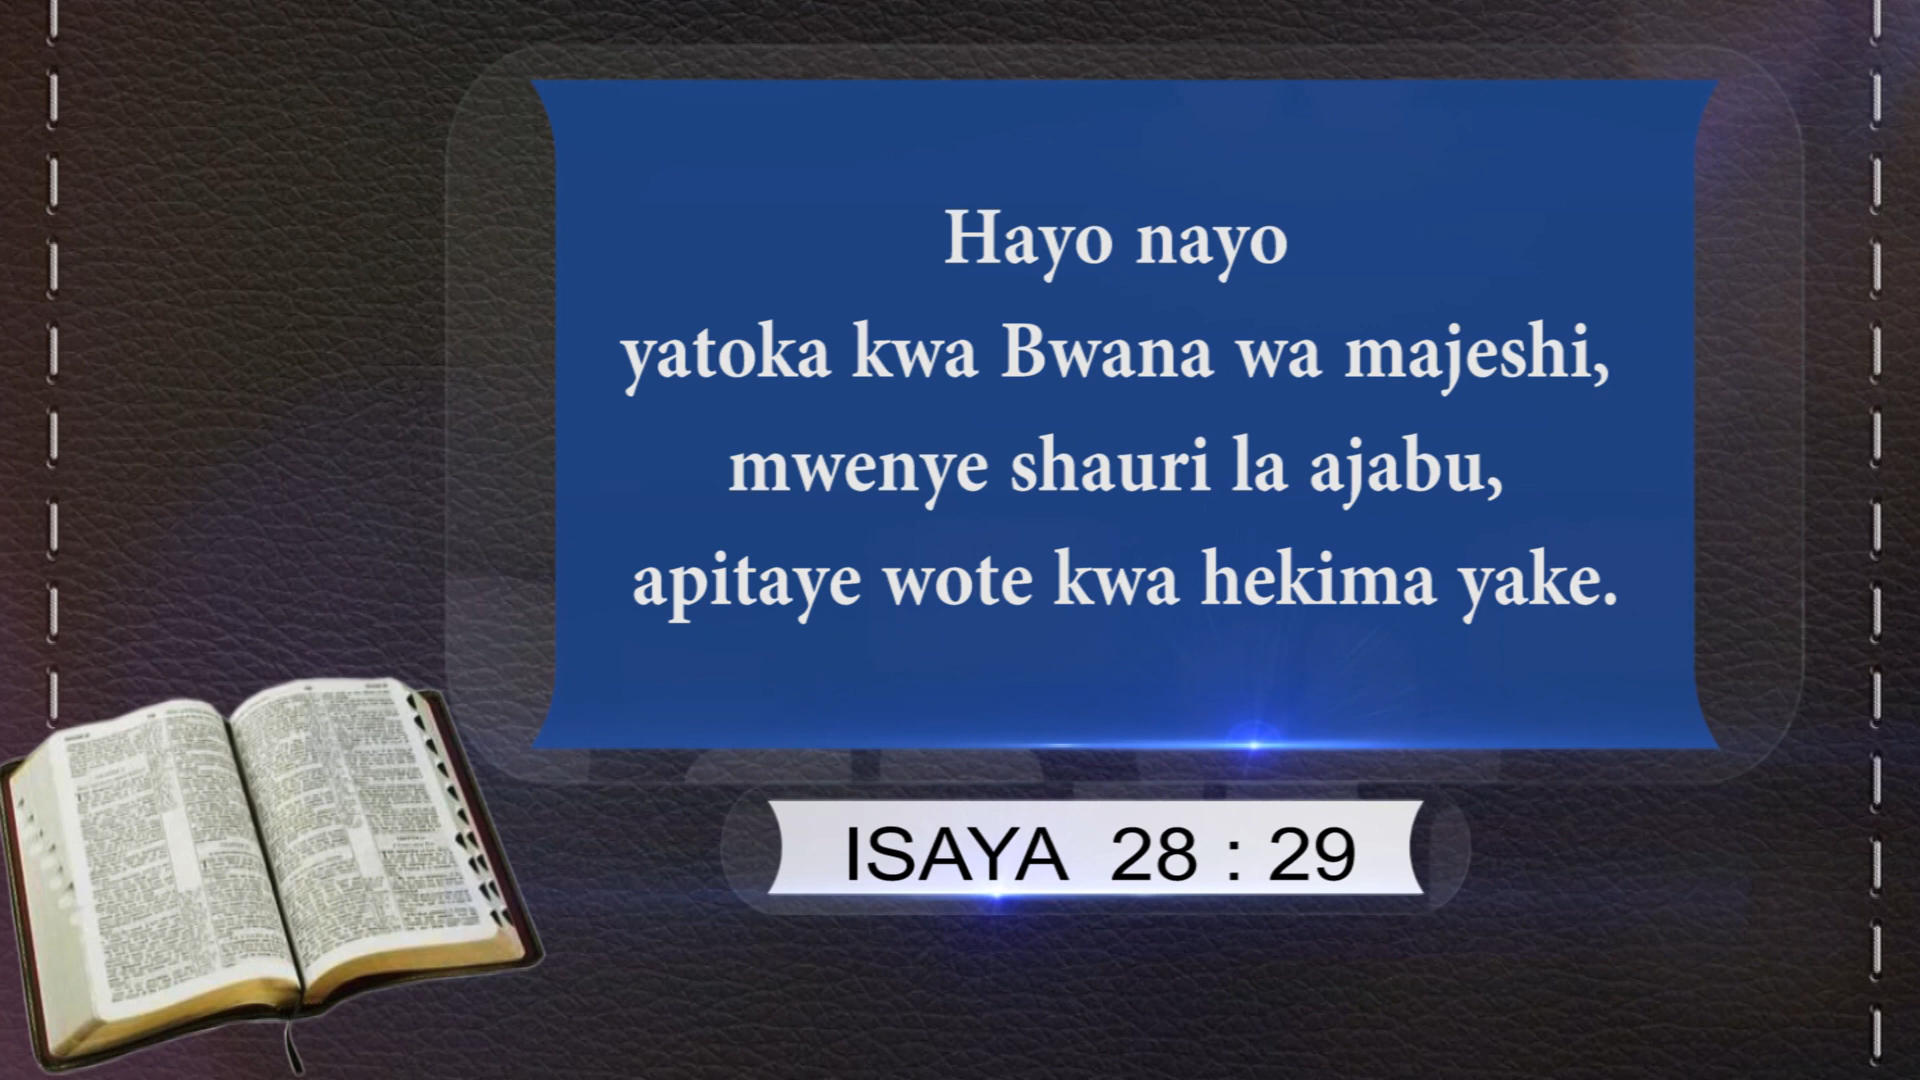 Hayo nayo
yatoka kwa Bwana wa majeshi,
mwenye shauri la ajabu,
apitaye wote kwa hekima yake.
ISAYA 28 : 29